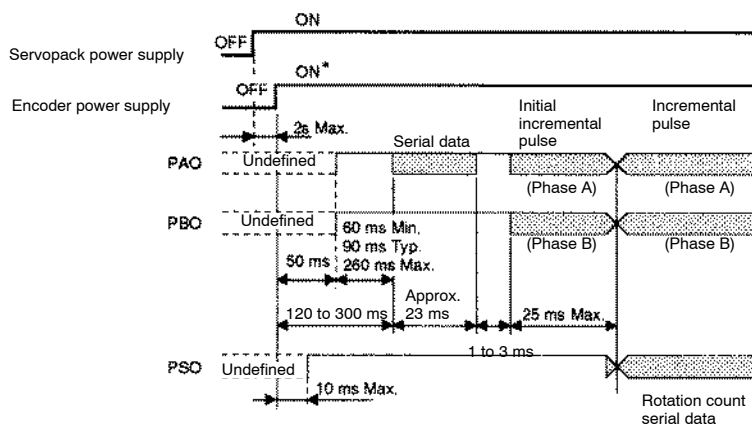 ON
OFF
Servopack power supply
ON*
OFF
Encoder power supply
2s Max.
Initial
incremental
pulse
Incremental
pulse
Serial data
PAO
Undefined
(Phase A)
(Phase A)
PBO
Undefined
60 ms Min.
90 ms Typ.
260 ms Max.
(Phase B)
(Phase B)
50 ms
Approx.
23 ms
120 to 300 ms
25 ms Max.
1 to 3 ms
PSO
Undefined
10 ms Max.
Rotation count
serial data